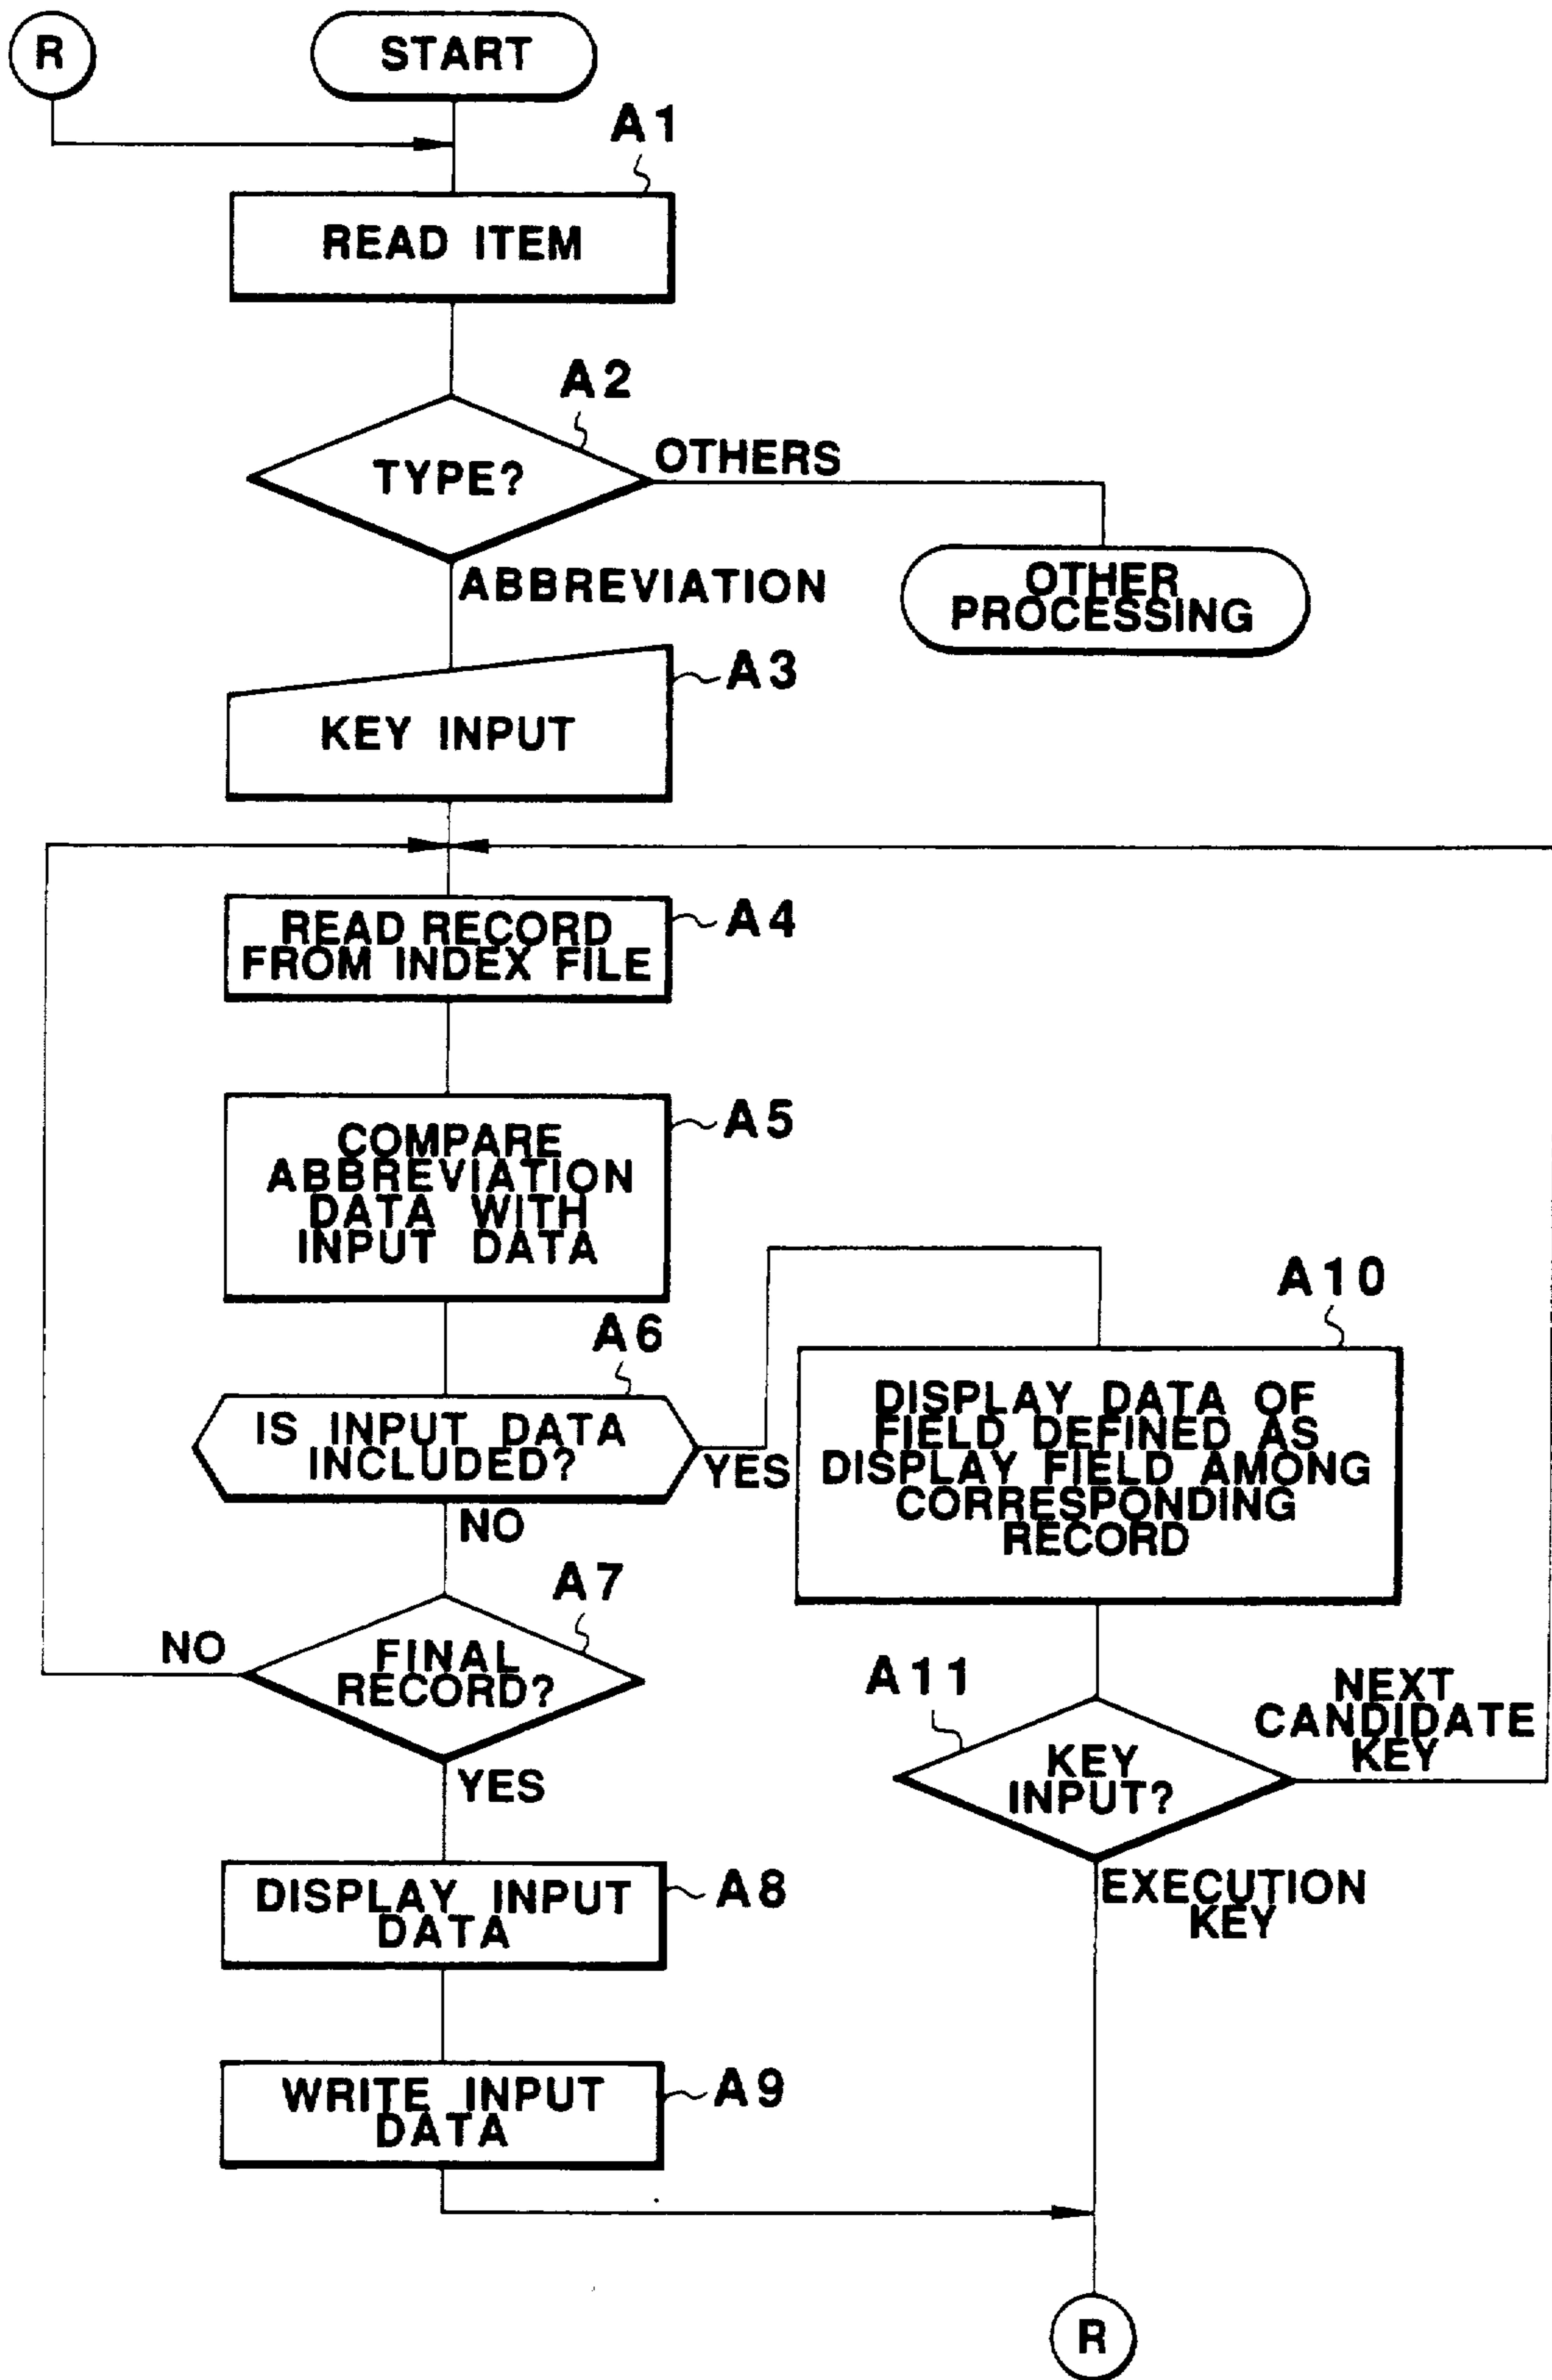 R
START
A1
READ ITEM
A2
TYPE?
OTHERS
ABBREVIATION
OTHER
PROCESSING
A3
KEY INPUT
A4
READ RECORD
FROM INDEX FILE
A5
COMPARE
ABBREVIATION
DATA WITH
INPUT DATA
A6
IS INPUT DATA
INCLUDED?
YES
NO
A10
DISPLAY DATA OF
FIELD DEFINED AS
DISPLAY FIELD AMONG
CORRESPONDING
RECORD
A7
NO
FINAL
RECORD?
YES
A11
KEY
INPUT?
NEXT
CANDIDATE
KEY
EXECUTION
KEY
A8
DISPLAY INPUT
DATA
A9
WRITE INPUT
DATA
R